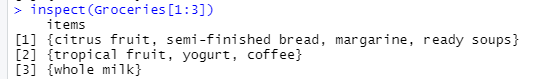 > inspect(Groceries[1:3])
    items
[1] {citrus fruit, semi-finished bread, margarine, ready soups}
[2] {tropical fruit, yogurt, coffee}
[3] {whole milk}